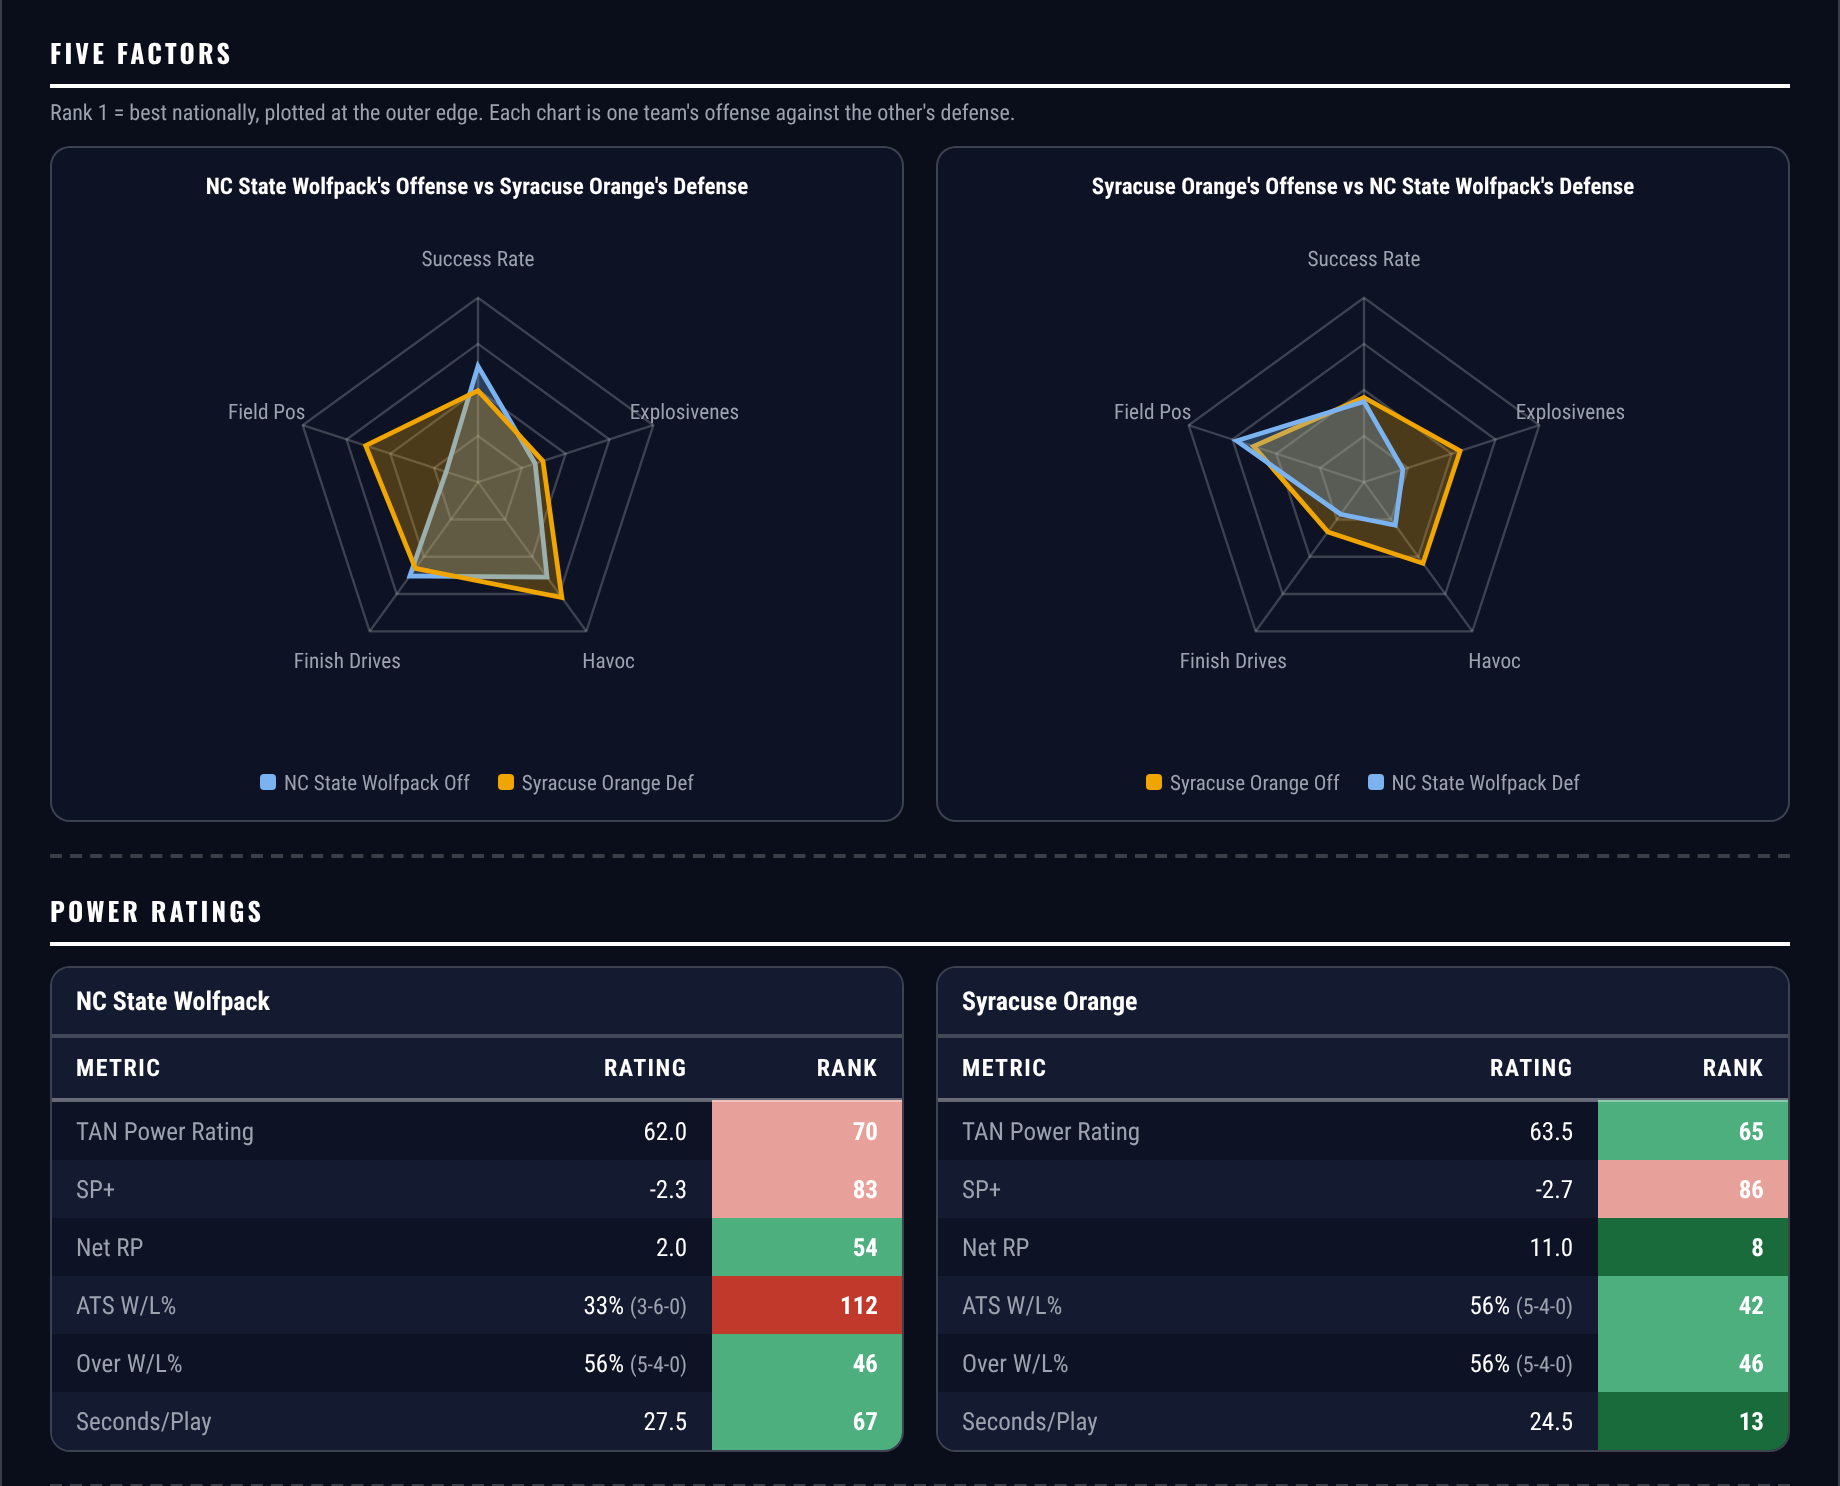 FIVE FACTORS
Rank 1 = best nationally, plotted at the outer edge. Each chart is one team's offense against the other's defense.
NC State Wolfpack's Offense vs Syracuse Orange's Defense
Success Rate
Field Pos
Explosivenes
Finish Drives
Havoc
NC State Wolfpack Off
Syracuse Orange Def
Syracuse Orange's Offense vs NC State Wolfpack's Defense
Success Rate
Field Pos
Explosivenes
Finish Drives
Havoc
Syracuse Orange Off
NC State Wolfpack Def
POWER RATINGS
NC State Wolfpack
METRIC RATING RANK
TAN Power Rating 62.0 70
SP+ -2.3 83
Net RP 2.0 54
ATS W/L% 33% (3-6-0) 112
Over W/L% 56% (5-4-0) 46
Seconds/Play 27.5 67
Syracuse Orange
METRIC RATING RANK
TAN Power Rating 63.5 65
SP+ -2.7 86
Net RP 11.0 8
ATS W/L% 56% (5-4-0) 42
Over W/L% 56% (5-4-0) 46
Seconds/Play 24.5 13